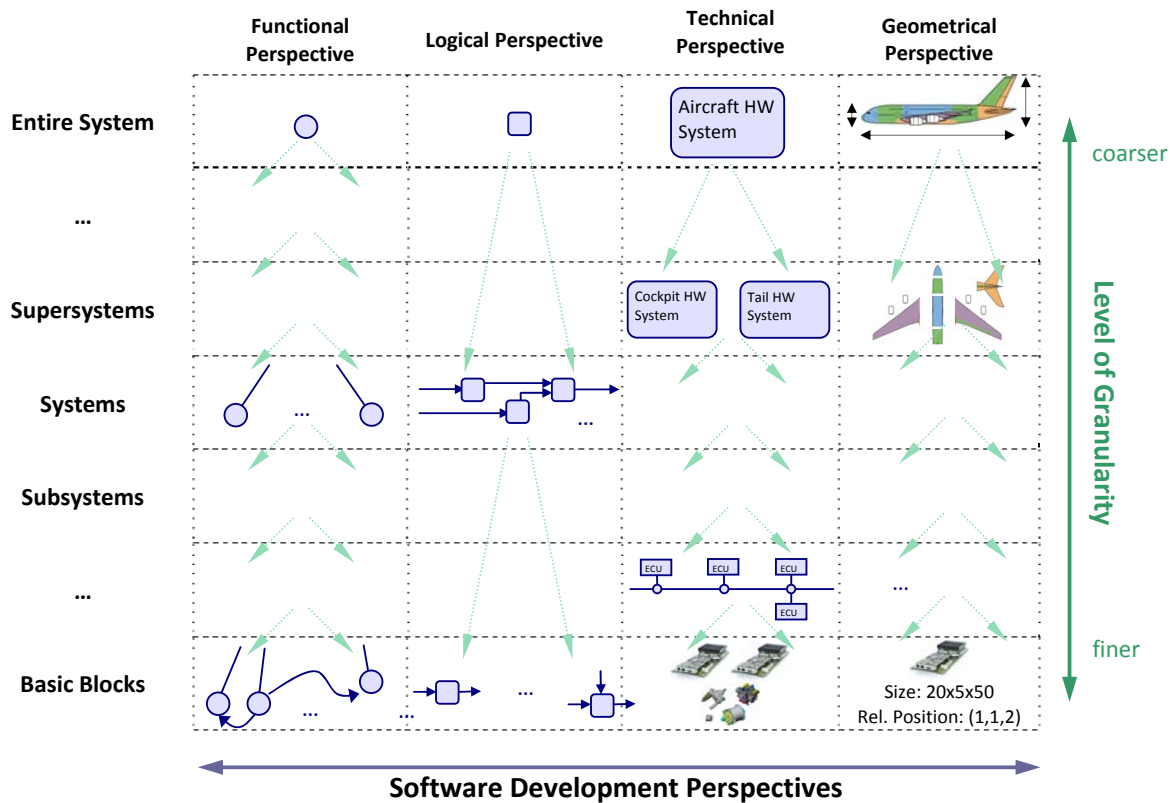 Functional
Perspective
Logical Perspective
Technical
Perspective
Geometrical
Perspective
Entire System
Aircraft HW
System
coarser
...
Supersystems
Cockpit HW
System
Tail HW
System
Systems
...
...
Subsystems
Level of Granularity
...
ECU
ECU
ECU
ECU
...
finer
Basic Blocks
...
...
...
Size: 20x5x50
Rel. Position: (1,1,2)
Software Development Perspectives